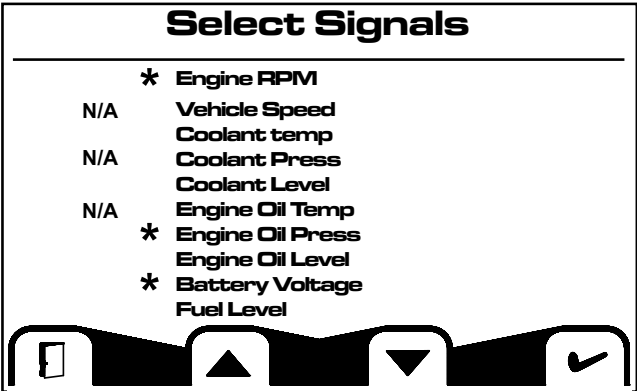 Select Signals
* Engine RPM
N/A Vehicle Speed
Coolant temp
N/A Coolant Press
Coolant Level
N/A Engine Oil Temp
* Engine Oil Press
Engine Oil Level
* Battery Voltage
Fuel Level